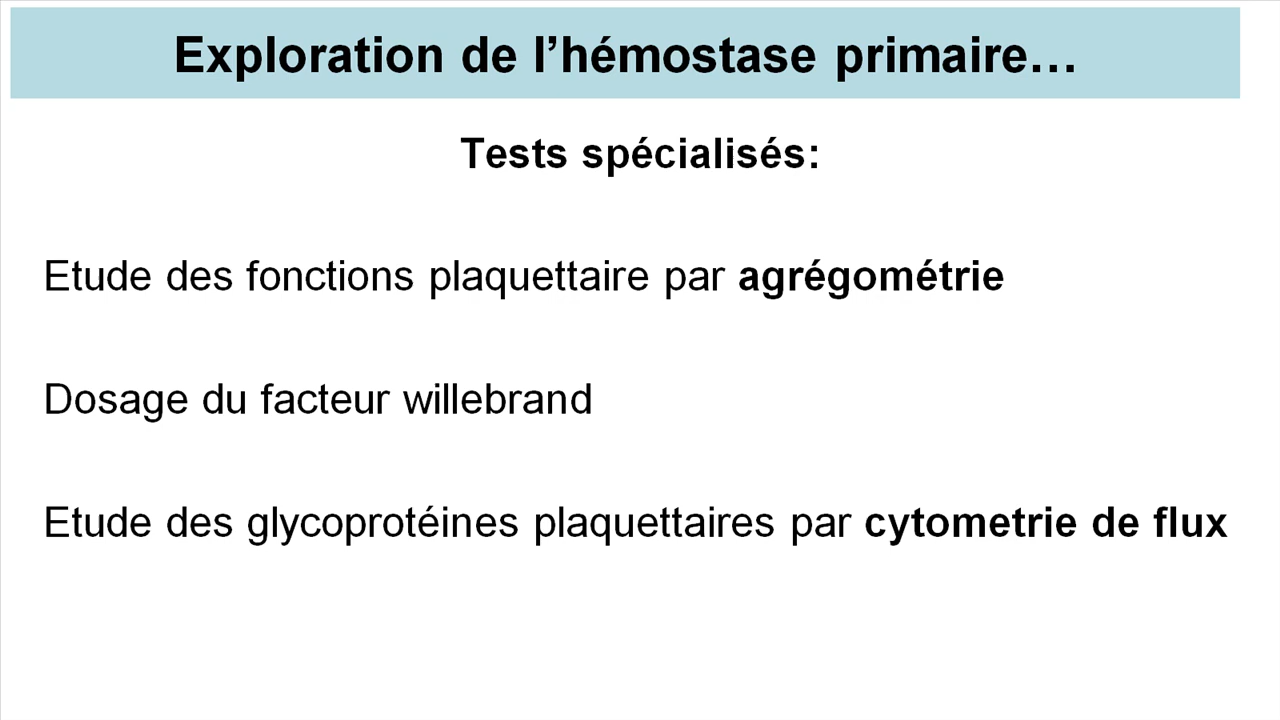 Exploration de l’hémostase primaire…
Tests spécialisés:
Etude des fonctions plaquettaire par agrégométrie
Dosage du facteur willebrand
Etude des glycoprotéines plaquettaires par cytometrie de flux